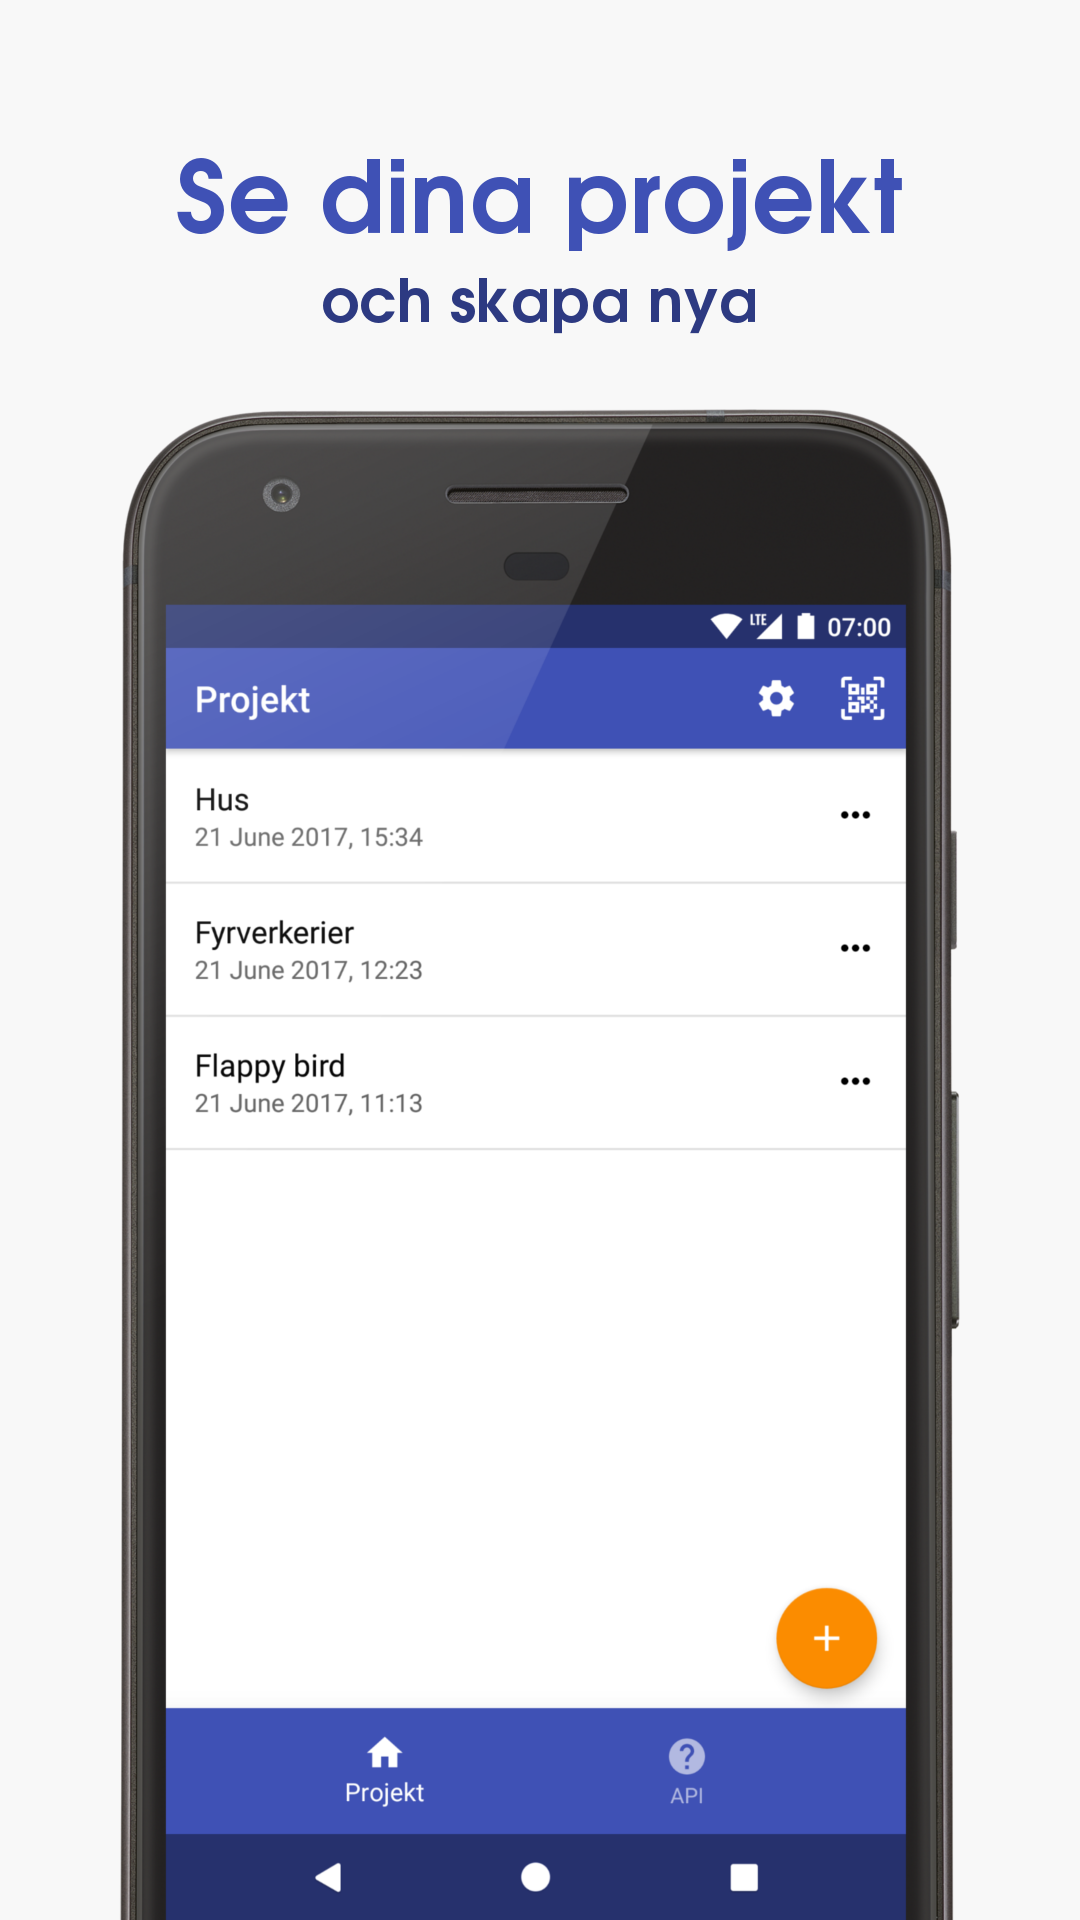 Se dina projekt
och skapa nya
LTE 07:00
Projekt
Hus
21 June 2017, 15:34
Fyrverkerier
21 June 2017, 12:23
Flappy bird
21 June 2017, 11:13
Projekt
API